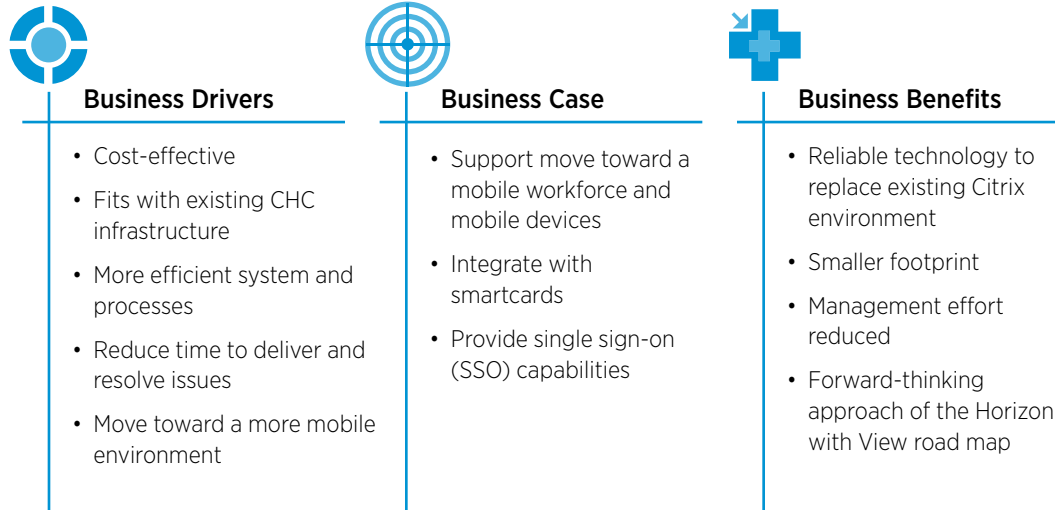 Business Drivers
• Cost-effective
• Fits with existing CHC
infrastructure
• More efficient system and
processes
• Reduce time to deliver and
resolve issues
• Move toward a more mobile
environment
Business Case
• Support move toward a
mobile workforce and
mobile devices
• Integrate with
smartcards
• Provide single sign-on
(SSO) capabilities
Business Benefits
• Reliable technology to
replace existing Citrix
environment
• Smaller footprint
• Management effort
reduced
• Forward-thinking
approach of the Horizon
with View road map